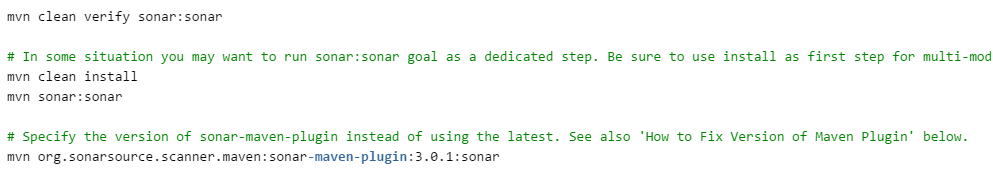 mvn clean verify sonar:sonar
# In some situation you may want to run sonar:sonar goal as a dedicated step. Be sure to use install as first step for multi-mod
mvn clean install
mvn sonar:sonar
# Specify the version of sonar-maven-plugin instead of using the latest. See also 'How to Fix Version of Maven Plugin' below.
mvn org.sonarsource.scanner.maven:sonar-maven-plugin:3.0.1:sonar